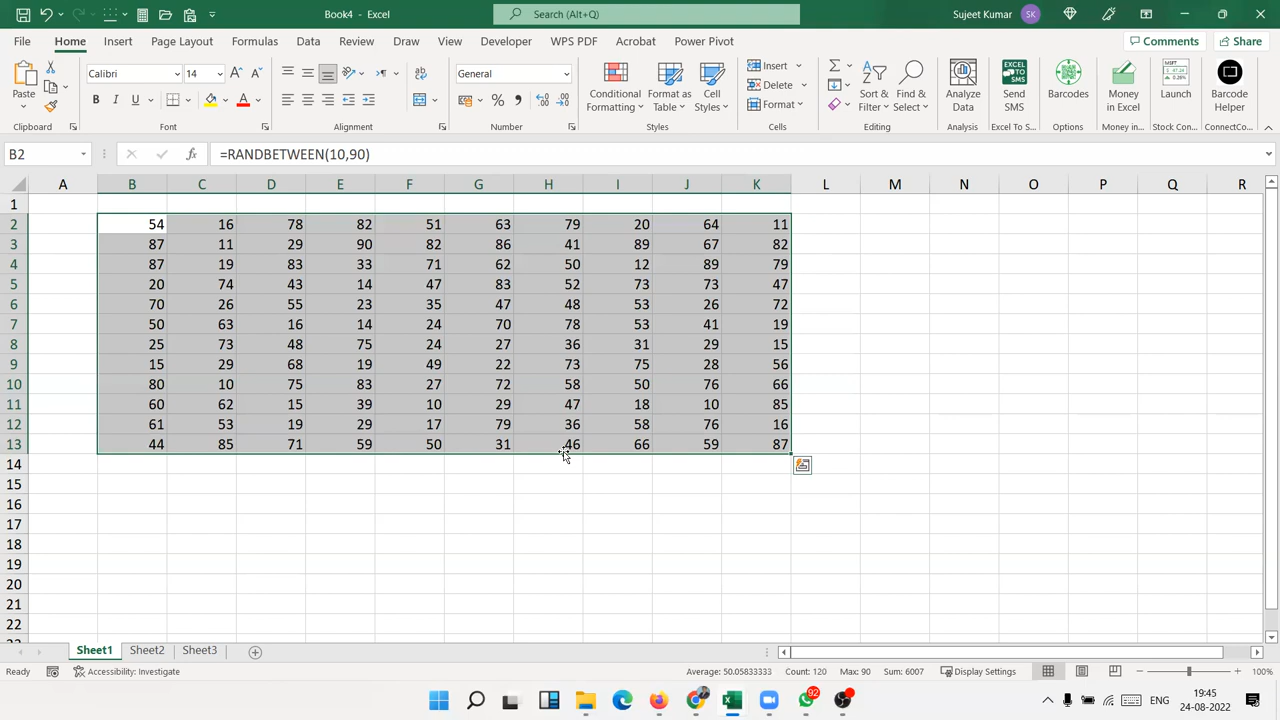 Book4 - Excel
Search (Alt+Q)
Sujeet Kumar
SK
File Home Insert Page Layout Formulas Data Review View Draw Developer WPS PDF Acrobat Power Pivot
Comments
Share
Paste
Calibri
14
General
Conditional Formatting
Format as Table
Cell Styles
Insert
Delete
Format
Sort & Filter
Find & Select
Analyze Data
EXCEL TO SMS
Send SMS
Barcodes
Money in Excel
MSFT
Launch
Barcode Helper
Clipboard
Font
Alignment
Number
Styles
Cells
Editing
Analysis
Excel To S...
Options
Money in...
Stock Con...
ConnectCo...
B2
=RANDBETWEEN(10,90)
A B C D E F G H I J K L M N O P Q R
1
2 54 16 78 82 51 63 79 20 64 11
3 87 11 29 90 82 86 41 89 67 82
4 87 19 83 33 71 62 50 12 89 79
5 20 74 43 14 47 83 52 73 73 47
6 70 26 55 23 35 47 48 53 26 72
7 50 63 16 14 24 70 78 53 41 19
8 25 73 48 75 24 27 36 31 29 15
9 15 29 68 19 49 22 73 75 28 56
10 80 10 75 83 27 72 58 50 76 66
11 60 62 15 39 10 29 47 18 10 85
12 61 53 19 29 17 79 36 58 76 16
13 44 85 71 59 50 31 46 66 59 87
14
15
16
17
18
19
20
21
22
Sheet1 Sheet2 Sheet3
Ready
Accessibility: Investigate
Average: 50.05833333 Count: 120 Max: 90 Sum: 6007
Display Settings
100%
92
ENG
19:45
24-08-2022